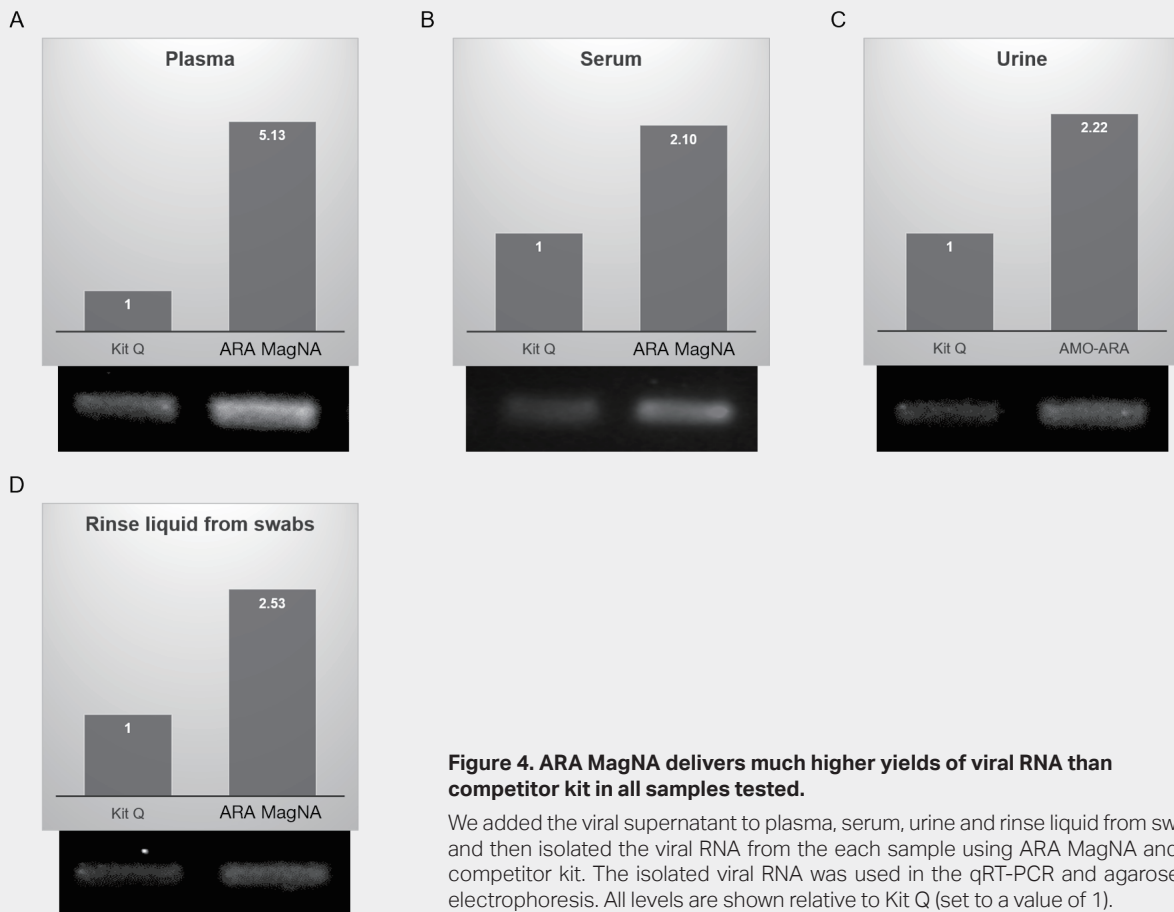 A
Plasma
5.13
1
Kit Q
ARA MagNA
B
Serum
2.10
1
Kit Q
ARA MagNA
C
Urine
2.22
1
Kit Q
AMO-ARA
D
Rinse liquid from swabs
2.53
1
Kit Q
ARA MagNA
Figure 4. ARA MagNA delivers much higher yields of viral RNA than
competitor kit in all samples tested.
We added the viral supernatant to plasma, serum, urine and rinse liquid from sw
and then isolated the viral RNA from the each sample using ARA MagNA and
competitor kit. The isolated viral RNA was used in the qRT-PCR and agarose
electrophoresis. All levels are shown relative to Kit Q (set to a value of 1).